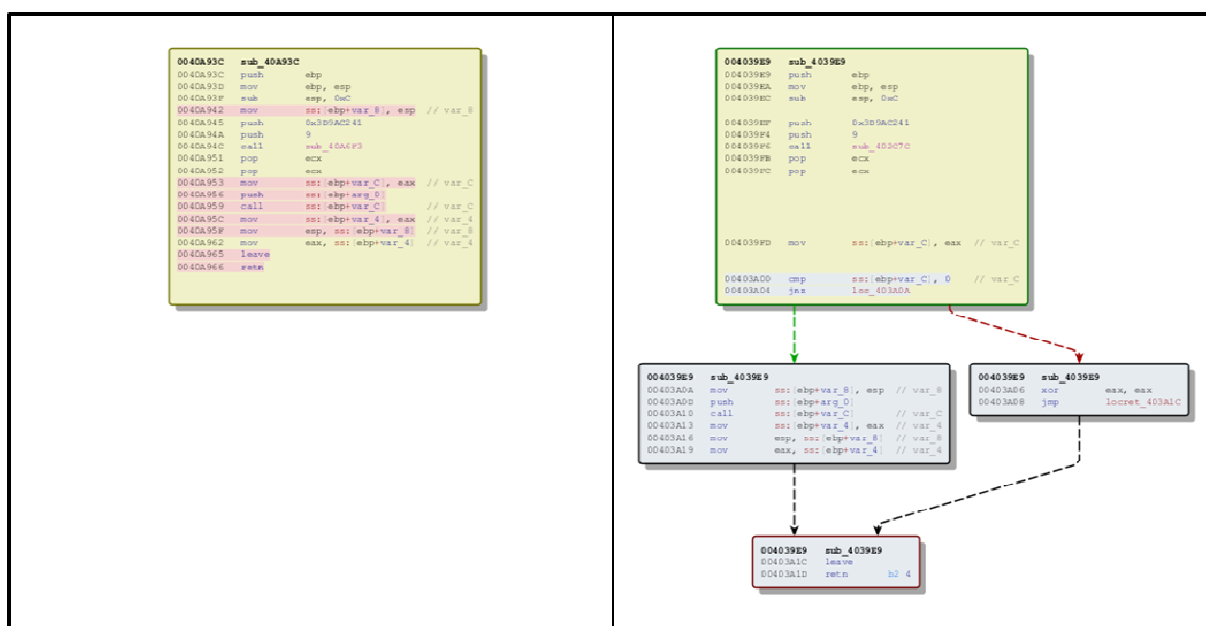 0040A93C sub_40A93C
0040A93C push ebp
0040A93D mov ebp, esp
0040A93F sub esp, 0xC
0040A942 mov ss:[ebp+var_8], esp // var_8
0040A945 push 0x3D9AC241
0040A94A push 9
0040A94C call
0040A951 pop ecx
0040A952 pop ecx
0040A953 mov ss:[ebp+var_C], eax // var_C
0040A956 push ss:[ebp+arg_0]
0040A959 call ss:[ebp+var_C] // var_C
0040A95C mov ss:[ebp+var_4], eax // var_4
0040A95F mov esp, ss:[ebp+var_8] // var_8
0040A962 mov eax, ss:[ebp+var_4] // var_4
0040A965 leave
0040A966 retn
004039E9 sub_4039E9
004039E9 push ebp
004039EA mov ebp, esp
004039EC sub esp, 0xC
004039EF push 0x3D9AC241
004039F4 push 9
004039F6 call
004039FB pop ecx
004039FC pop ecx
004039FD mov ss:[ebp+var_C], eax // var_C
00403A00 cmp ss:[ebp+var_C], 0 // var_C
00403A04 jnz loc_403A0A
004039E9 sub_4039E9
00403A0A mov ss:[ebp+var_8], esp // var_8
00403A0D push ss:[ebp+arg_0]
00403A10 call ss:[ebp+var_C] // var_C
00403A13 mov ss:[ebp+var_4], eax // var_4
00403A16 mov esp, ss:[ebp+var_8] // var_8
00403A19 mov eax, ss:[ebp+var_4] // var_4
004039E9 sub_4039E9
00403A06 xor eax, eax
00403A08 jmp locret_403A1C
004039E9 sub_4039E9
00403A1C leave
00403A1D retn b2 4